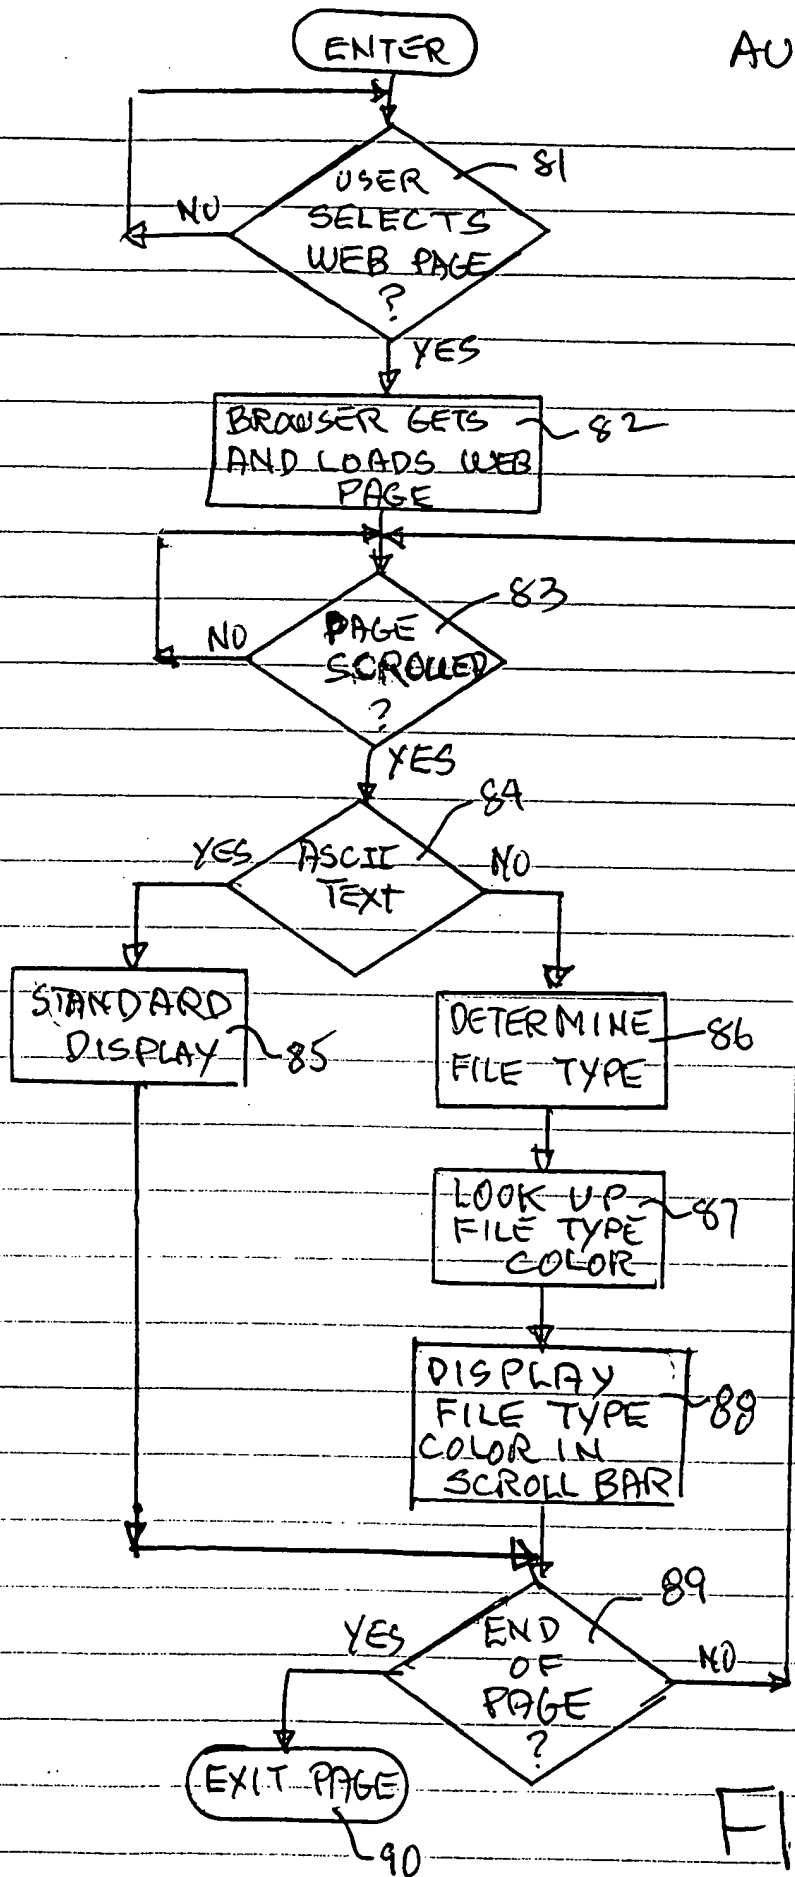 ENTER
AU
81
USER
SELECTS
WEB PAGE
?
NO
YES
BROWSER GETS
AND LOADS WEB
PAGE
82
83
PAGE
SCROLLED
?
NO
YES
84
ASCII
TEXT
YES
NO
STANDARD
DISPLAY
85
DETERMINE
FILE TYPE
86
LOOK UP
FILE TYPE
COLOR
87
DISPLAY
FILE TYPE
COLOR IN
SCROLL BAR
88
89
END
OF
PAGE
?
YES
NO
EXIT PAGE
90
FI